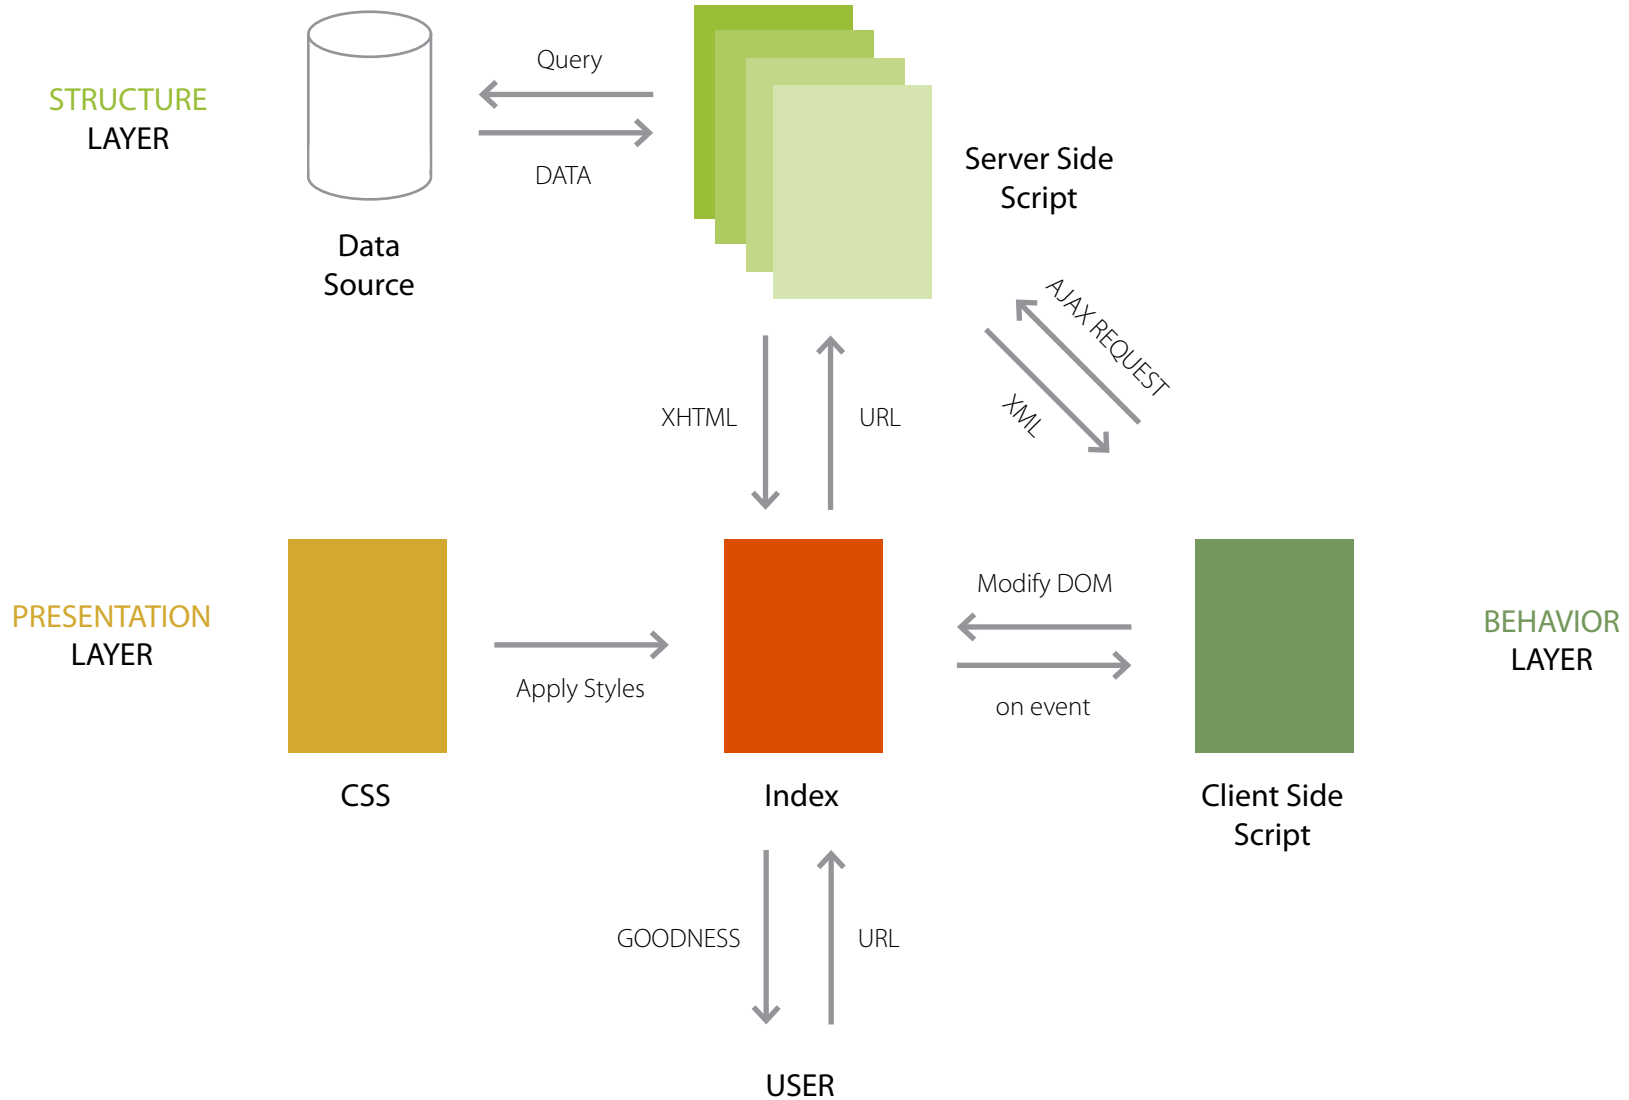 Query
STRUCTURE
LAYER
DATA
Server Side
Script
Data
Source
AJAX REQUEST
XML
XHTML
URL
Modify DOM
PRESENTATION
LAYER
BEHAVIOR
LAYER
Apply Styles
on event
CSS
Index
Client Side
Script
GOODNESS
URL
USER